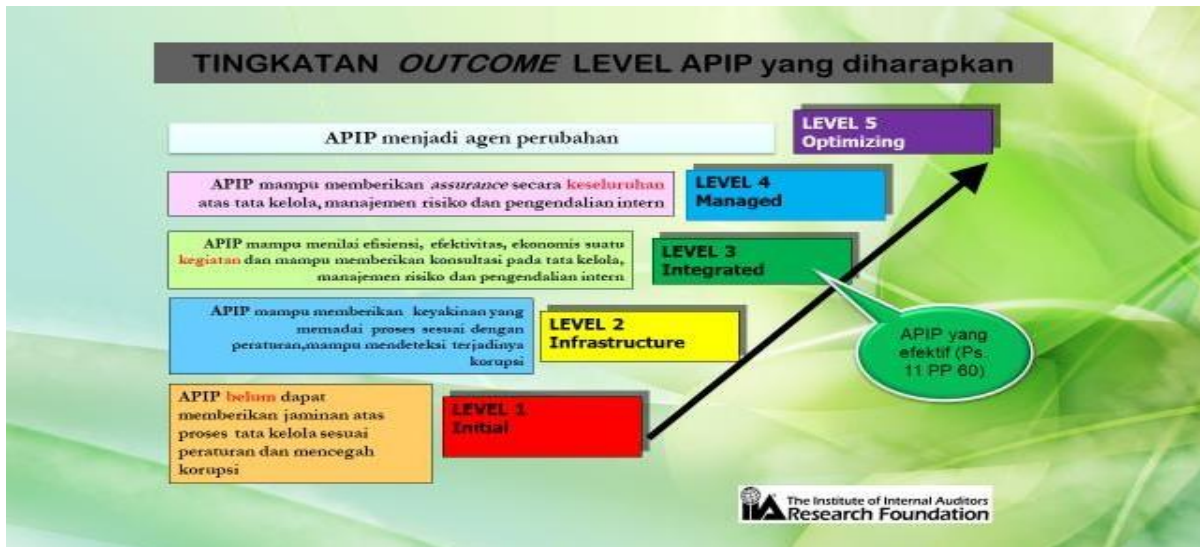 TINGKATAN OUTCOME LEVEL APIP yang diharapkan
APIP menjadi agen perubahan
LEVEL 5
Optimizing
APIP mampu memberikan assurance secara keseluruhan
atas tata kelola, manajemen risiko dan pengendalian intern
LEVEL 4
Managed
APIP mampu menilai efisiensi, efektivitas, ekonomis suatu
kegiatan dan mampu memberikan konsultasi pada tata kelola,
manajemen risiko dan pengendalian intern
LEVEL 3
Integrated
APIP mampu memberikan keyakinan yang
memadai proses sesuai dengan
peraturan,mampu mendeteksi terjadinya
korupsi
LEVEL 2
Infrastructure
APIP yang
efektif (Ps.
11 PP 60)
APIP belum dapat
memberikan jaminan atas
proses tata kelola sesuai
peraturan dan mencegah
korupsi
LEVEL 1
Initial
IIA
The Institute of Internal Auditors
Research Foundation